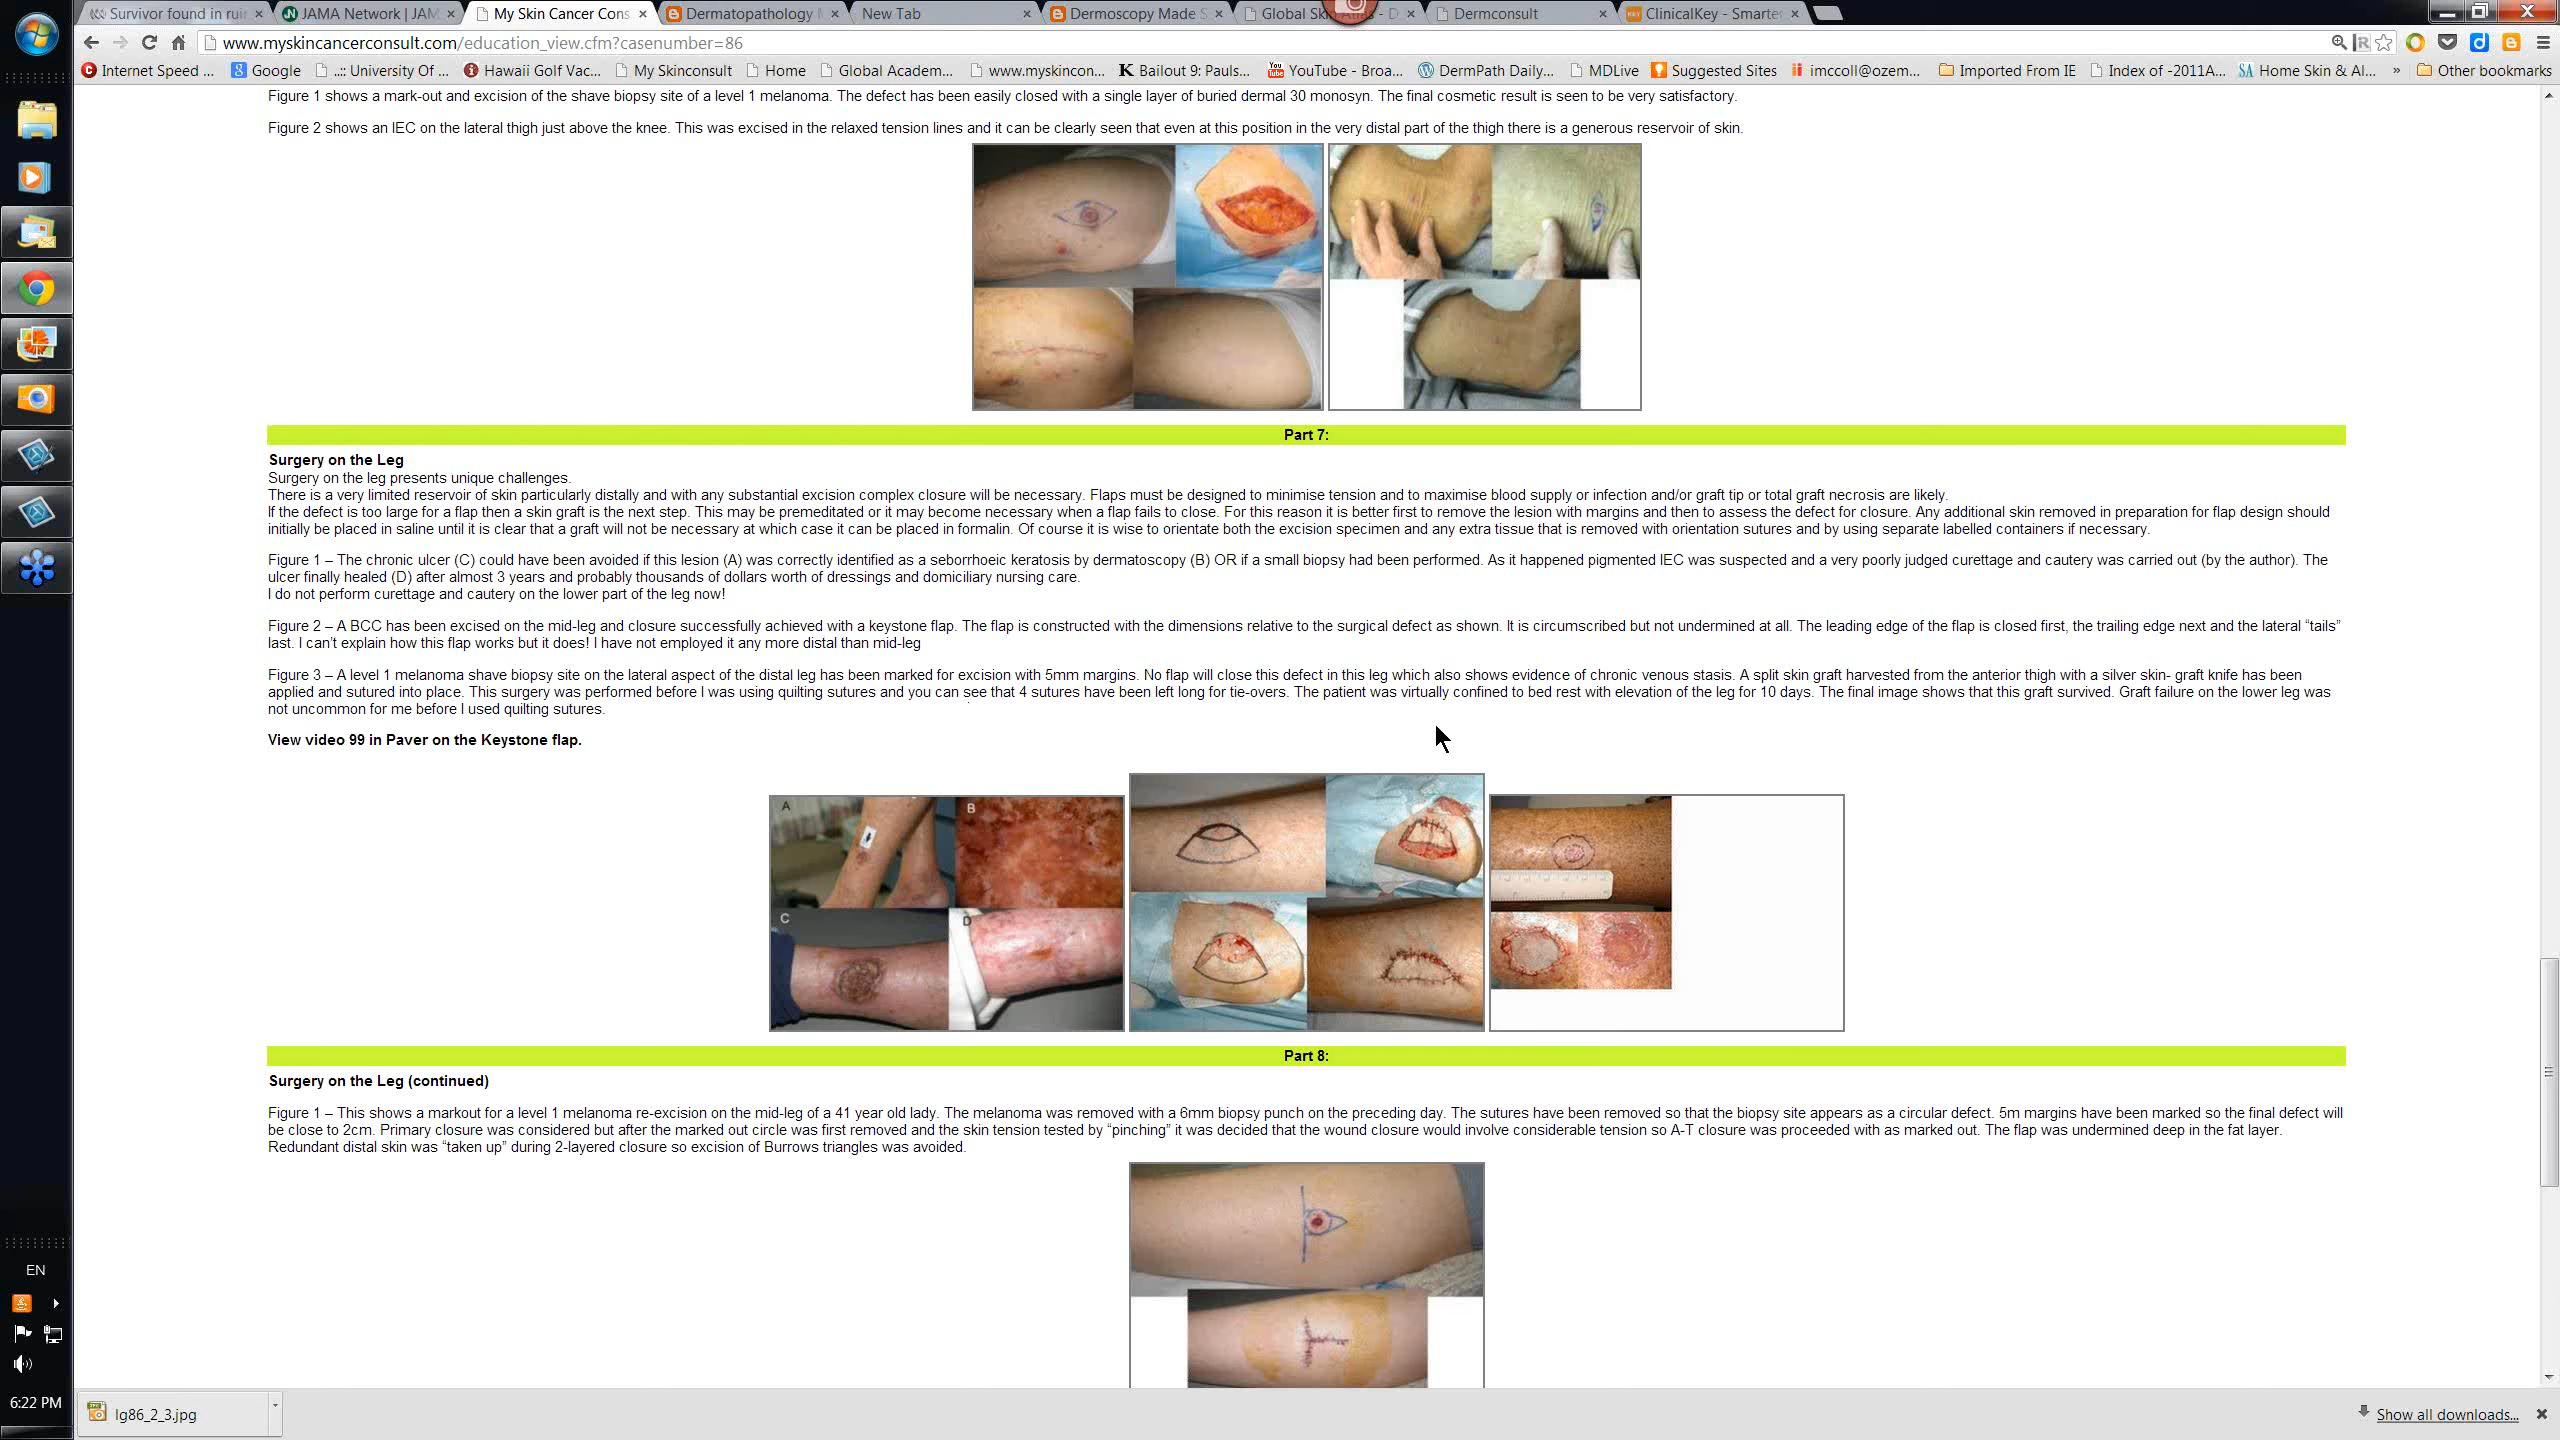 Survivor found in ruin
JAMA Network | JAM
My Skin Cancer Cons
Dermatopathology
New Tab
Dermoscopy Made S
Global Skin Atlas - D
Dermconsult
ClinicalKey - Smarter
www.myskincancerconsult.com/education_view.cfm?casenumber=86
Internet Speed ...
Google
..:: University Of ...
Hawaii Golf Vac...
My Skinconsult
Home
Global Academ...
www.myskincon...
Bailout 9: Pauls...
YouTube - Broa...
DermPath Daily...
MDLive
Suggested Sites
imccoll@ozem...
Imported From IE
Index of -2011A...
Home Skin & Al...
»
Other bookmarks
Figure 1 shows a mark-out and excision of the shave biopsy site of a level 1 melanoma. The defect has been easily closed with a single layer of buried dermal 30 monosyn. The final cosmetic result is seen to be very satisfactory.
Figure 2 shows an IEC on the lateral thigh just above the knee. This was excised in the relaxed tension lines and it can be clearly seen that even at this position in the very distal part of the thigh there is a generous reservoir of skin.
Part 7:
Surgery on the Leg
Surgery on the leg presents unique challenges.
There is a very limited reservoir of skin particularly distally and with any substantial excision complex closure will be necessary. Flaps must be designed to minimise tension and to maximise blood supply or infection and/or graft tip or total graft necrosis are likely.
If the defect is too large for a flap then a skin graft is the next step. This may be premeditated or it may become necessary when a flap fails to close. For this reason it is better first to remove the lesion with margins and then to assess the defect for closure. Any additional skin removed in preparation for flap design should
initially be placed in saline until it is clear that a graft will not be necessary at which case it can be placed in formalin. Of course it is wise to orientate both the excision specimen and any extra tissue that is removed with orientation sutures and by using separate labelled containers if necessary.
Figure 1 – The chronic ulcer (C) could have been avoided if this lesion (A) was correctly identified as a seborrhoeic keratosis by dermatoscopy (B) OR if a small biopsy had been performed. As it happened pigmented IEC was suspected and a very poorly judged curettage and cautery was carried out (by the author). The
ulcer finally healed (D) after almost 3 years and probably thousands of dollars worth of dressings and domiciliary nursing care.
I do not perform curettage and cautery on the lower part of the leg now!
Figure 2 – A BCC has been excised on the mid-leg and closure successfully achieved with a keystone flap. The flap is constructed with the dimensions relative to the surgical defect as shown. It is circumscribed but not undermined at all. The leading edge of the flap is closed first, the trailing edge next and the lateral “tails”
last. I can’t explain how this flap works but it does! I have not employed it any more distal than mid-leg
Figure 3 – A level 1 melanoma shave biopsy site on the lateral aspect of the distal leg has been marked for excision with 5mm margins. No flap will close this defect in this leg which also shows evidence of chronic venous stasis. A split skin graft harvested from the anterior thigh with a silver skin- graft knife has been
applied and sutured into place. This surgery was performed before I was using quilting sutures and you can see that 4 sutures have been left long for tie-overs. The patient was virtually confined to bed rest with elevation of the leg for 10 days. The final image shows that this graft survived. Graft failure on the lower leg was
not uncommon for me before I used quilting sutures.
View video 99 in Paver on the Keystone flap.
A
B
C
D
Part 8:
Surgery on the Leg (continued)
Figure 1 – This shows a markout for a level 1 melanoma re-excision on the mid-leg of a 41 year old lady. The melanoma was removed with a 6mm biopsy punch on the preceding day. The sutures have been removed so that the biopsy site appears as a circular defect. 5m margins have been marked so the final defect will
be close to 2cm. Primary closure was considered but after the marked out circle was first removed and the skin tension tested by “pinching” it was decided that the wound closure would involve considerable tension so A-T closure was proceeded with as marked out. The flap was undermined deep in the fat layer.
Redundant distal skin was “taken up” during 2-layered closure so excision of Burrows triangles was avoided.
EN
6:22 PM
lg86_2_3.jpg
Show all downloads...